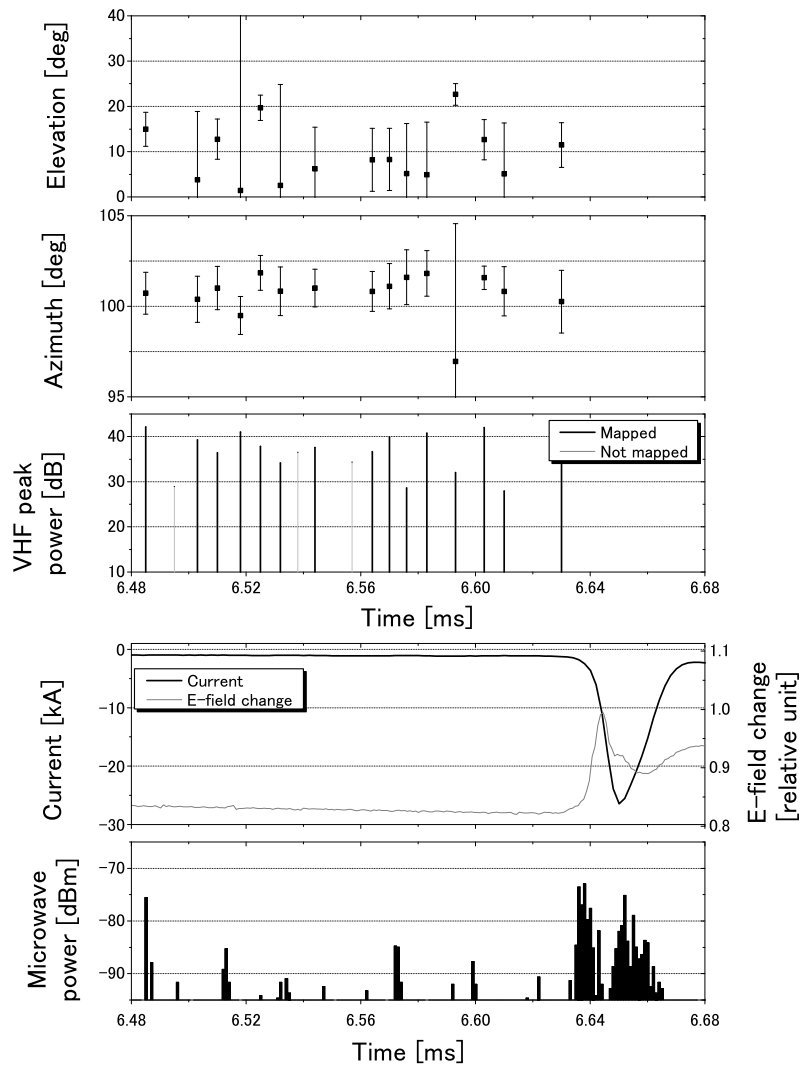 Elevation [deg]
40
30
20
10
0
Azimuth [deg]
105
100
95
VHF peak
power [dB]
40
30
20
10
Mapped
Not mapped
6.48 6.52 6.56 6.60 6.64 6.68
Time [ms]
Current [kA]
0
-10
-20
-30
Current
E-field change
1.1
1.0
0.9
0.8
E-field change
[relative unit]
Microwave
power [dBm]
-70
-80
-90
6.48 6.52 6.56 6.60 6.64 6.68
Time [ms]